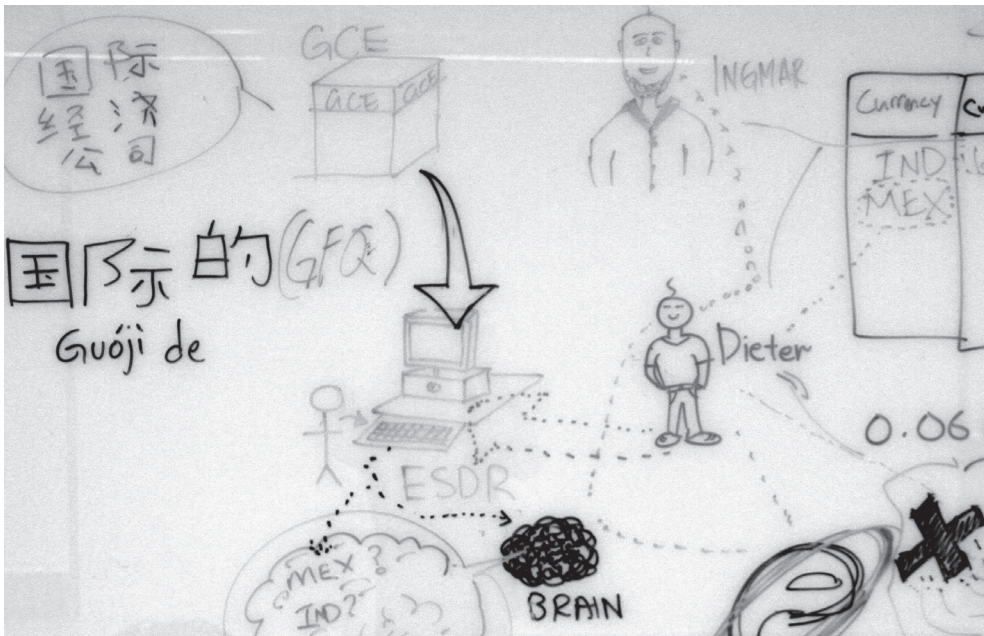 国际
经济
公司
GCE
GCE GCE
INGMAR
Currency
IND
MEX
国际的(GFQ)
Guójì de
Dieter
0.06
ESDR
MEX?
IND?
BRAIN